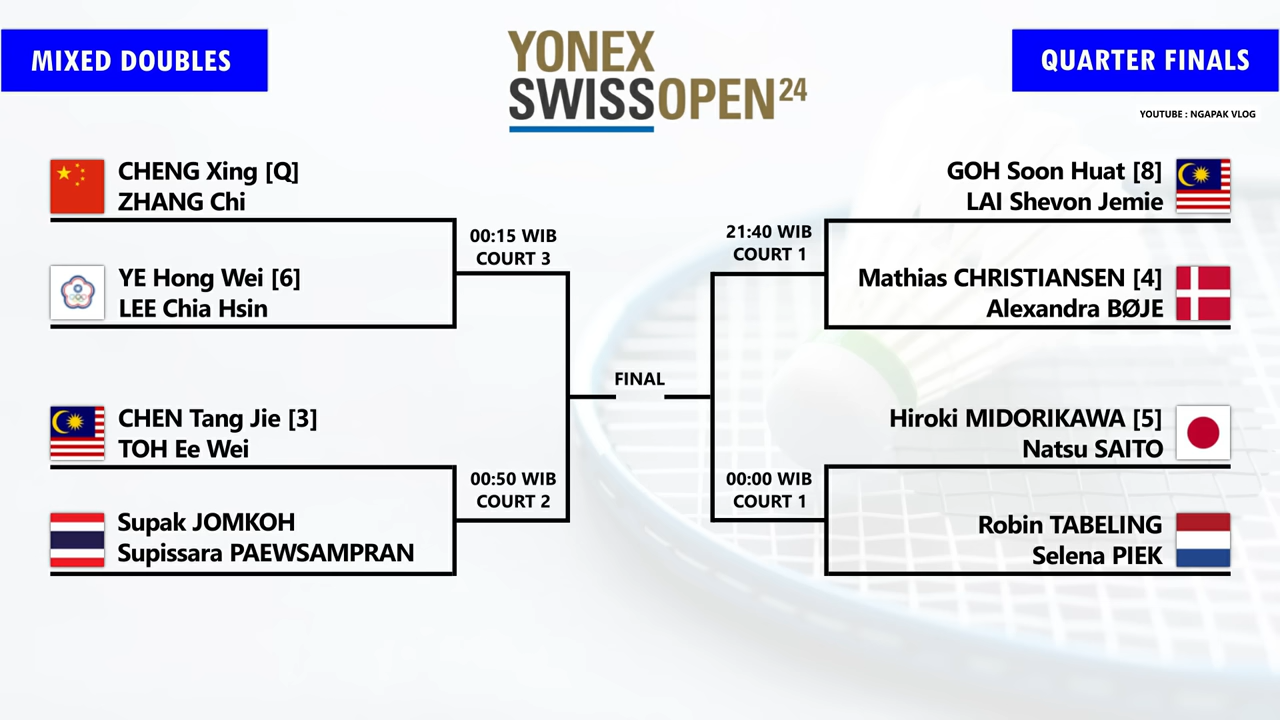 MIXED DOUBLES
YONEX
SWISSOPEN24
QUARTER FINALS
YOUTUBE : NGAPAK VLOG
CHENG Xing [Q]
ZHANG Chi
YE Hong Wei [6]
LEE Chia Hsin
00:15 WIB
COURT 3
CHEN Tang Jie [3]
TOH Ee Wei
Supak JOMKOH
Supissara PAEWSAMPRAN
00:50 WIB
COURT 2
FINAL
GOH Soon Huat [8]
LAI Shevon Jemie
21:40 WIB
COURT 1
Mathias CHRISTIANSEN [4]
Alexandra BØJE
Hiroki MIDORIKAWA [5]
Natsu SAITO
00:00 WIB
COURT 1
Robin TABELING
Selena PIEK